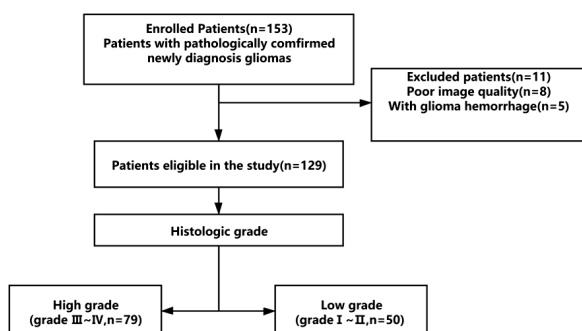 Enrolled Patients(n=153)
Patients with pathologically comfirmed
newly diagnosis gliomas
Excluded patients(n=11)
Poor image quality(n=8)
With glioma hemorrhage(n=5)
Patients eligible in the study(n=129)
Histologic grade
High grade
(grade Ⅲ~Ⅳ,n=79)
Low grade
(grade Ⅰ ~Ⅱ,n=50)